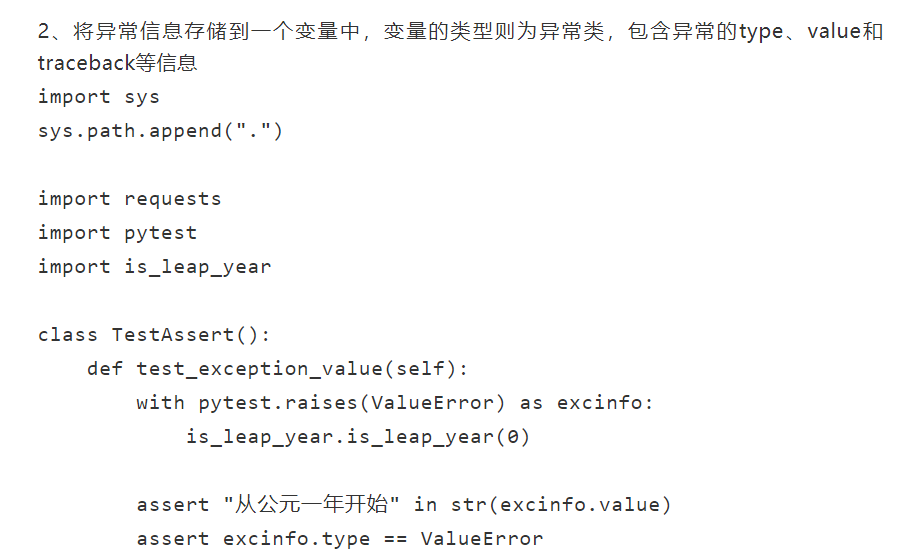 2、将异常信息存储到一个变量中，变量的类型则为异常类，包含异常的type、value和
traceback等信息
import sys
sys.path.append(".")
import requests
import pytest
import is_leap_year
class TestAssert():
    def test_exception_value(self):
        with pytest.raises(ValueError) as excinfo:
            is_leap_year.is_leap_year(0)
        assert "从公元一年开始" in str(excinfo.value)
        assert excinfo.type == ValueError